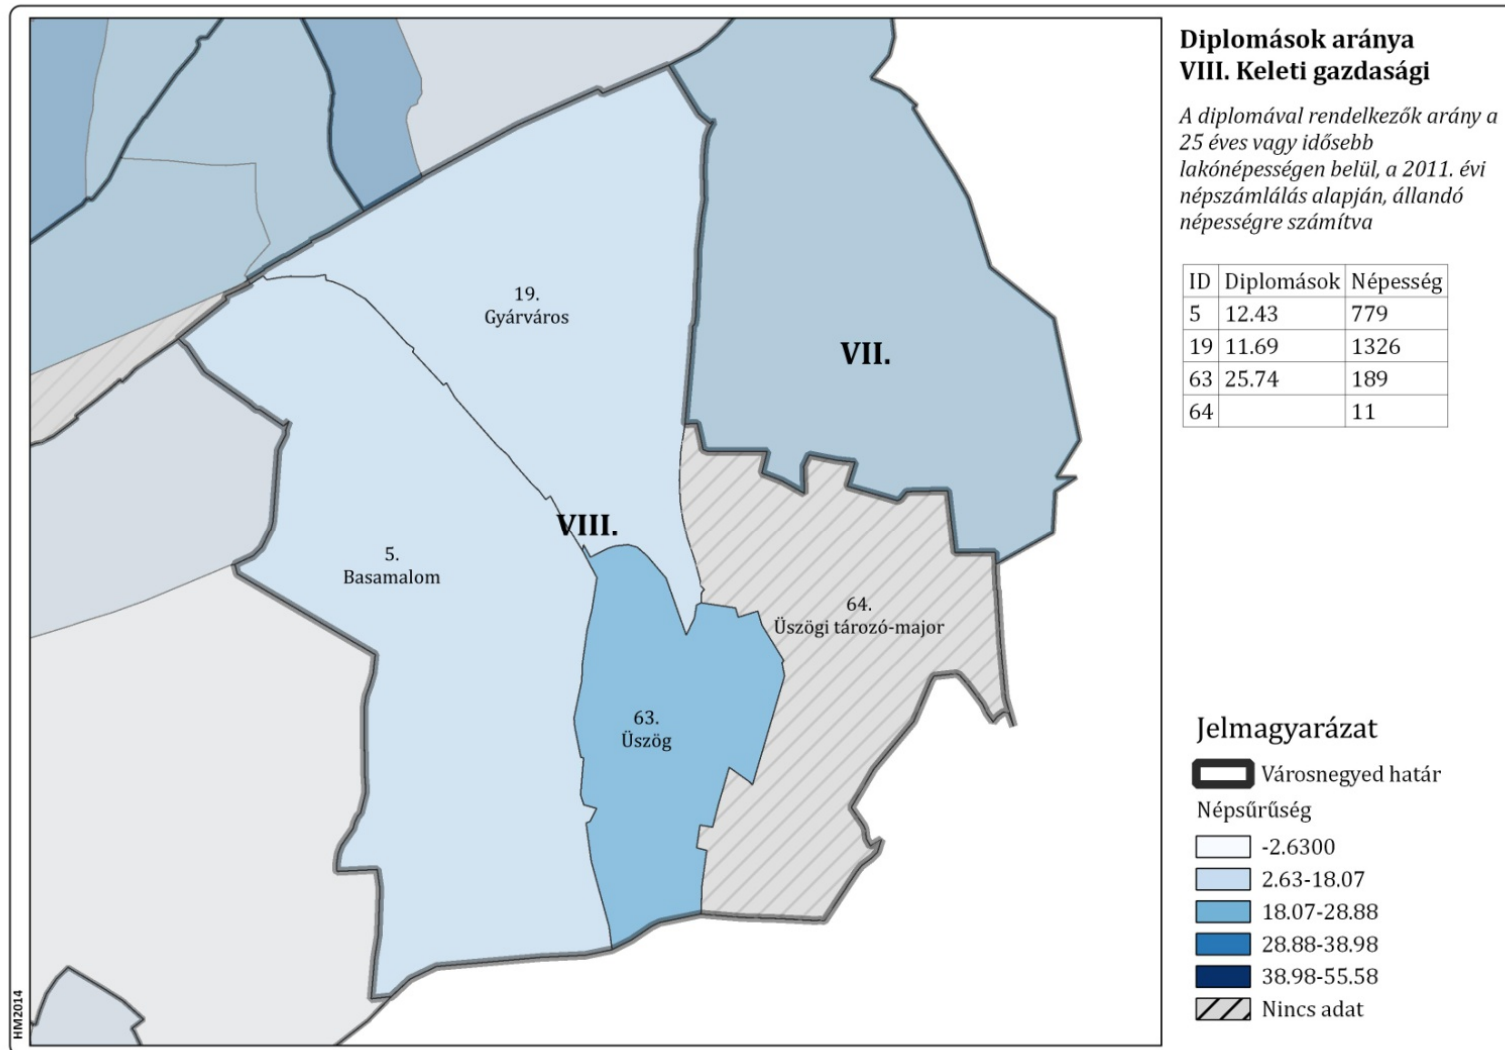 Diplomások aránya
VIII. Keleti gazdasági
A diplomával rendelkezők arány a
25 éves vagy idősebb
lakónépességen belül, a 2011. évi
népszámlálás alapján, állandó
népességre számítva
ID Diplomások Népesség
5 12.43 779
19 11.69 1326
63 25.74 189
64 11
19.
Gyárváros
VII.
VIII.
5.
Basamalom
64.
Üszögi tározó-major
63.
Üszög
Jelmagyarázat
Városnegyed határ
Népsűrűség
-2.6300
2.63-18.07
18.07-28.88
28.88-38.98
38.98-55.58
Nincs adat
HM2014